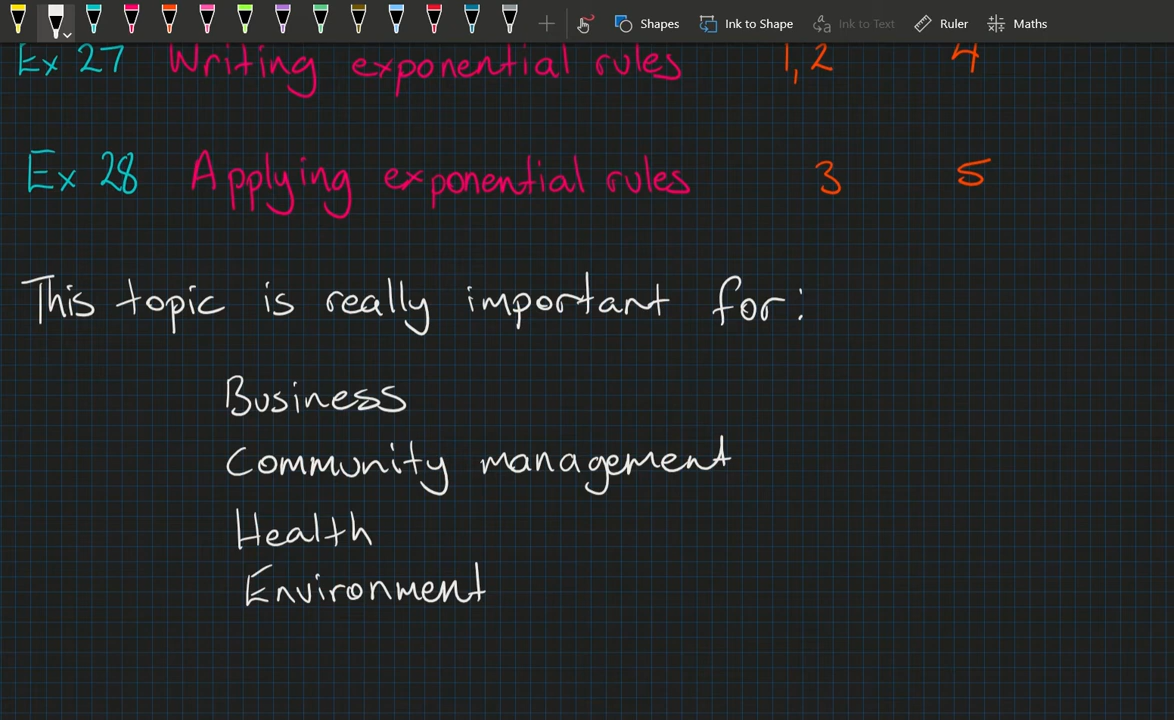 Shapes Ink to Shape Ink to Text Ruler Maths
Ex 27 Writing exponential rules 1,2 4
Ex 28 Applying exponential rules 3 5
This topic is really important for:
Business
Community management
Health
Environment